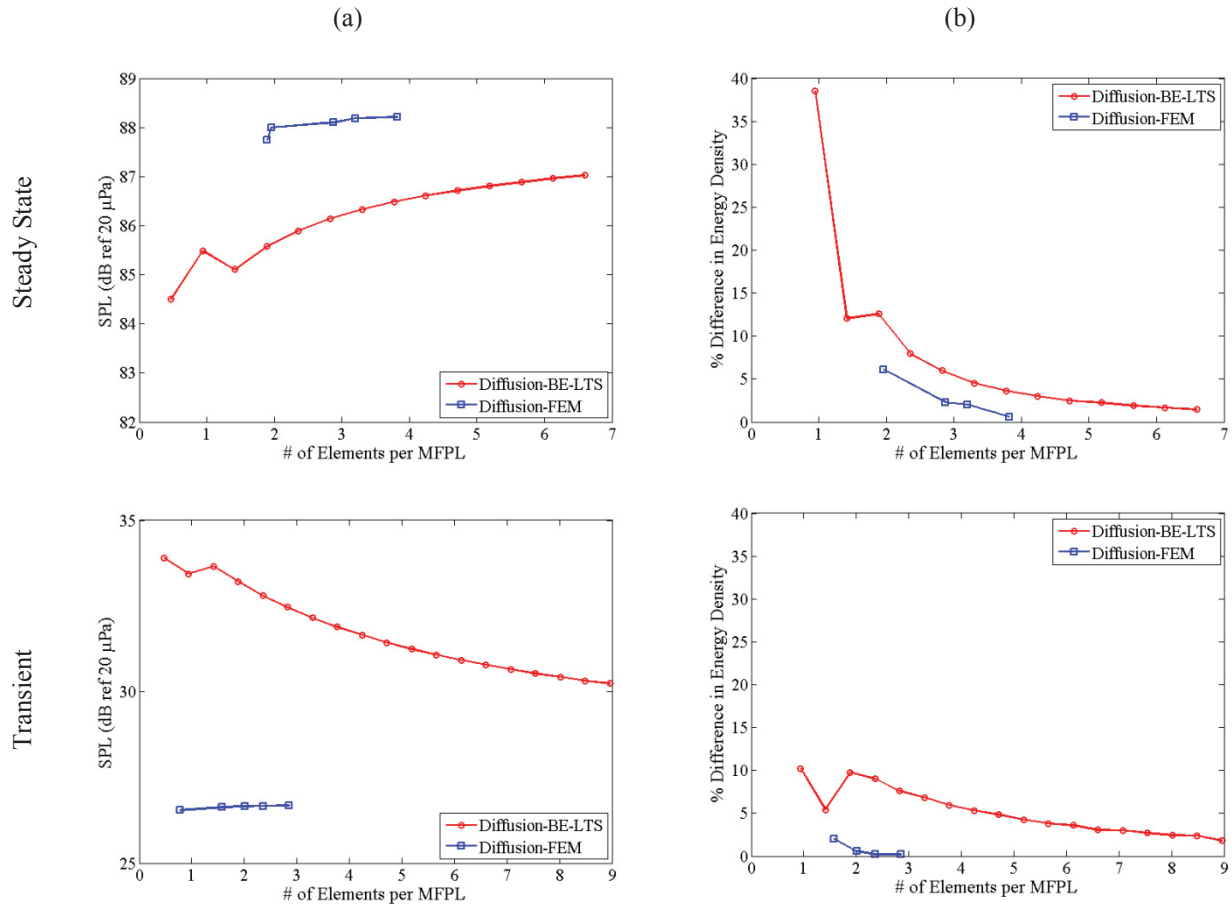 (a)
(b)
Steady State
SPL (dB ref 20 µPa)
89
88
87
86
85
84
83
82
0 1 2 3 4 5 6 7
# of Elements per MFPL
Diffusion-BE-LTS
Diffusion-FEM
% Difference in Energy Density
40
35
30
25
20
15
10
5
0
0 1 2 3 4 5 6 7
# of Elements per MFPL
Diffusion-BE-LTS
Diffusion-FEM
Transient
SPL (dB ref 20 µPa)
35
30
25
0 1 2 3 4 5 6 7 8 9
# of Elements per MFPL
Diffusion-BE-LTS
Diffusion-FEM
% Difference in Energy Density
40
35
30
25
20
15
10
5
0
0 1 2 3 4 5 6 7 8 9
# of Elements per MFPL
Diffusion-BE-LTS
Diffusion-FEM